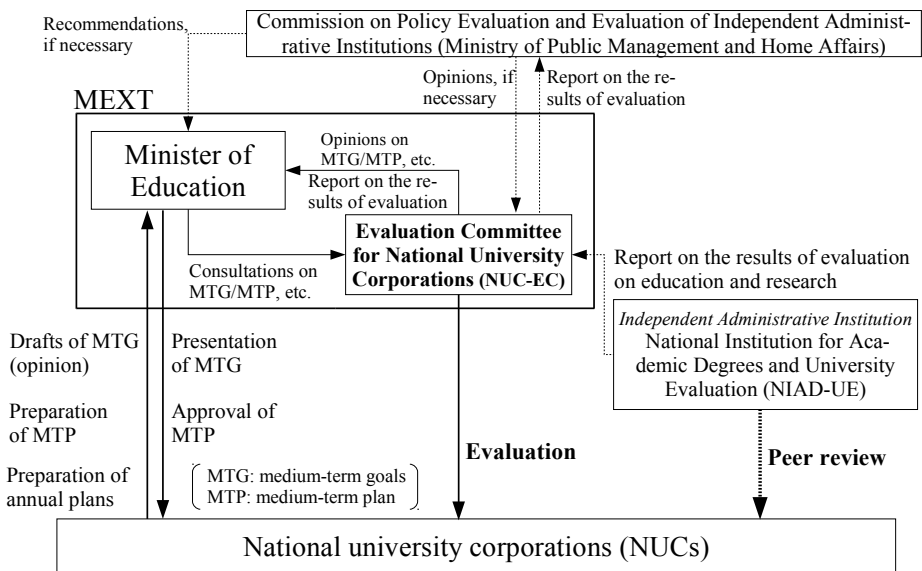 Recommendations,
if necessary
Commission on Policy Evaluation and Evaluation of Independent Administ-
rative Institutions (Ministry of Public Management and Home Affairs)
Opinions, if
necessary
Report on the re-
sults of evaluation
MEXT
Minister of
Education
Opinions on
MTG/MTP, etc.
Report on the re-
sults of evaluation
Evaluation Committee
for National University
Corporations (NUC-EC)
Consultations on
MTG/MTP, etc.
Report on the results of evaluation
on education and research
Independent Administrative Institution
National Institution for Aca-
demic Degrees and University
Evaluation (NIAD-UE)
Drafts of MTG
(opinion)
Presentation
of MTG
Preparation
of MTP
Approval of
MTP
Preparation of
annual plans
MTG: medium-term goals
MTP: medium-term plan
Evaluation
Peer review
National university corporations (NUCs)